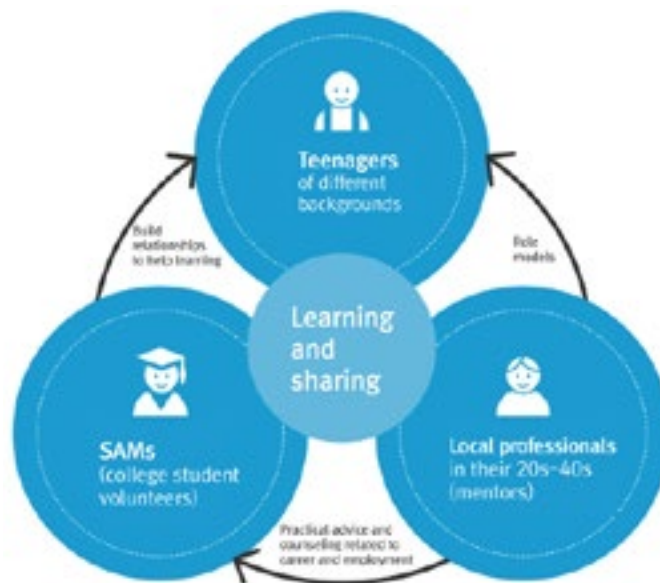 Teenagers
of different
backgrounds
Build
relationships
to help learning
Role
models
Learning
and
sharing
SAMs
(college student
volunteers)
Local professionals
in their 20s–40s
(mentors)
Practical advice and
counseling related to
career and employment